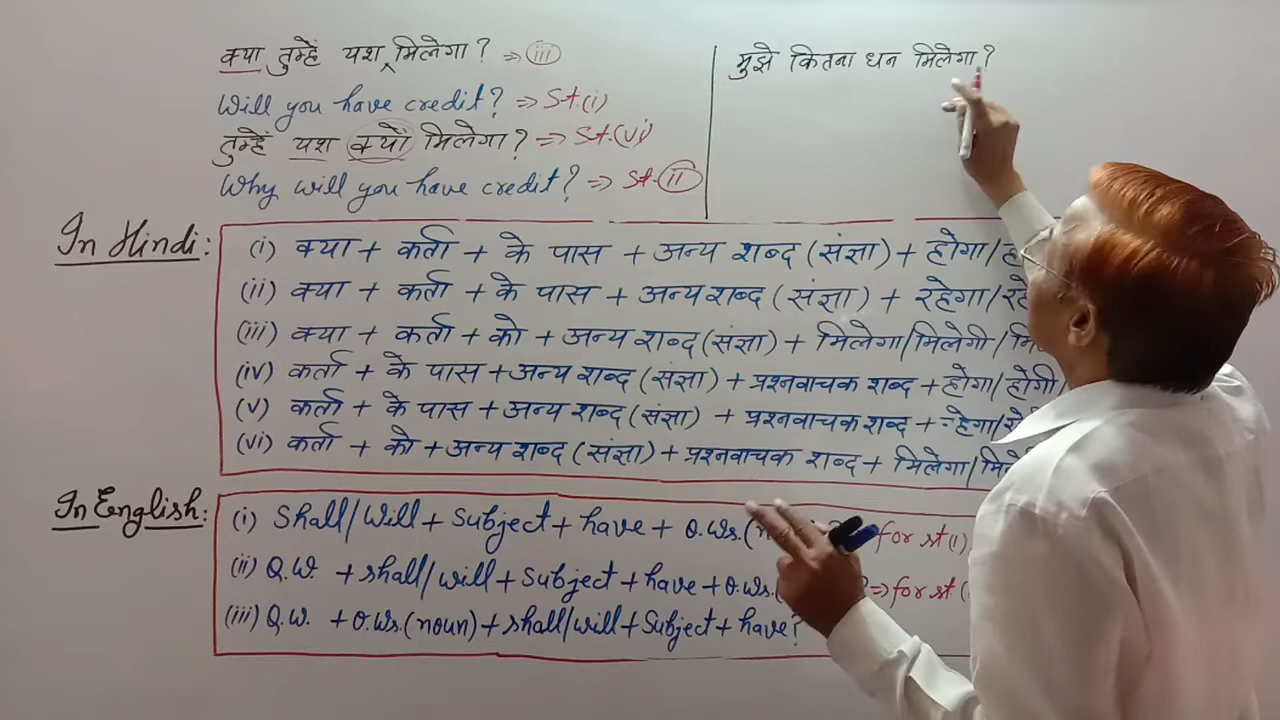 क्या तुम्हें यश मिलेगा? => (iii)
Will you have credit? => St.(i)
तुम्हें यश क्यों मिलेगा? => St.(vi)
Why will you have credit? => St.(ii)
मुझे कितना धन मिलेगा?
In Hindi:
(i) क्या + कर्ता + के पास + अन्य शब्द (संज्ञा) + होगा/
(ii) क्या + कर्ता + के पास + अन्य शब्द (संज्ञा) + रहेगा/
(iii) क्या + कर्ता + को + अन्य शब्द (संज्ञा) + मिलेगा/मिलेगी/
(iv) कर्ता + के पास + अन्य शब्द (संज्ञा) + प्रश्नवाचक शब्द + होगा/होगी/
(v) कर्ता + के पास + अन्य शब्द (संज्ञा) + प्रश्नवाचक शब्द + रहेगा/
(vi) कर्ता + को + अन्य शब्द (संज्ञा) + प्रश्नवाचक शब्द + मिलेगा/
In English:
(i) Shall/Will + Subject + have + O.Ws. for st(i)
(ii) Q.W. + shall/will + Subject + have + O.Ws. ? => for st
(iii) Q.W. + O.Ws.(noun) + shall/will + Subject + have?